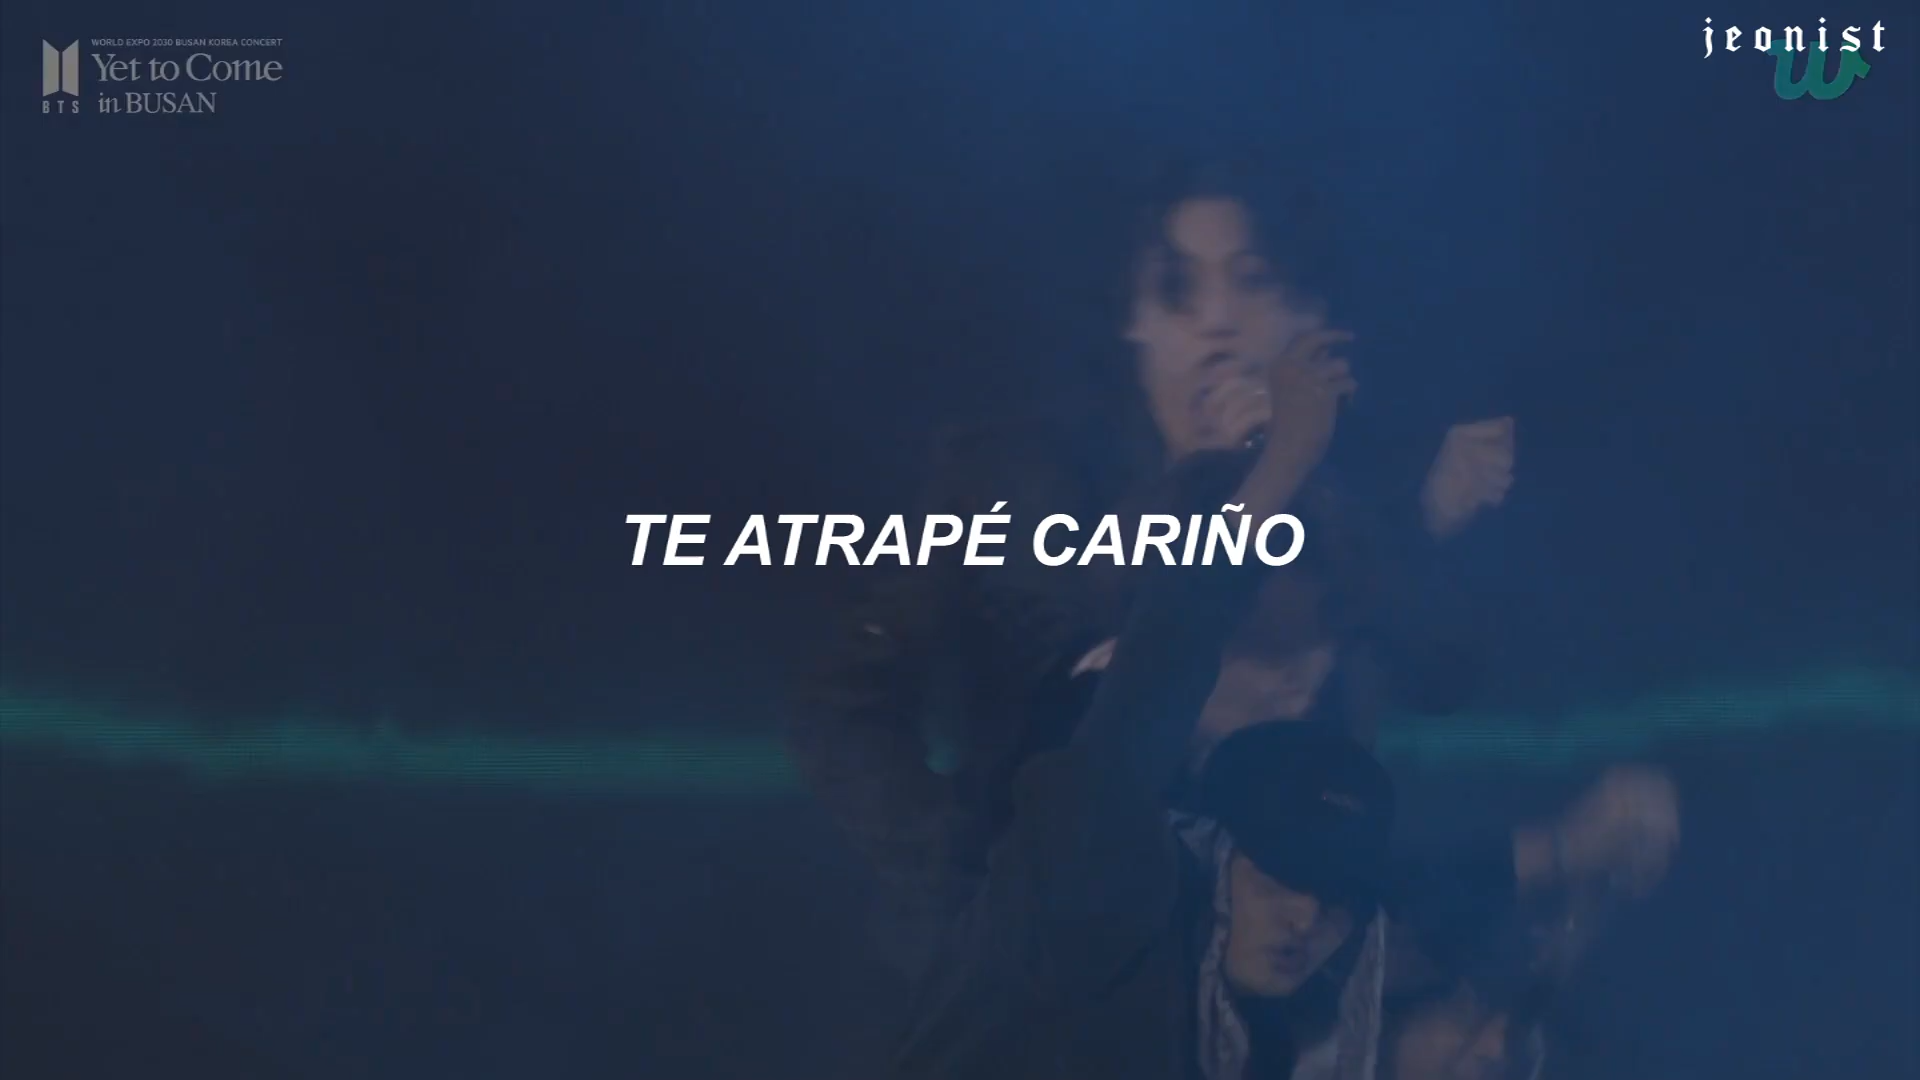 WORLD EXPO 2030 BUSAN KOREA CONCERT
Yet to Come
in BUSAN
BTS
jeonist
W
TE ATRAPÉ CARIÑO